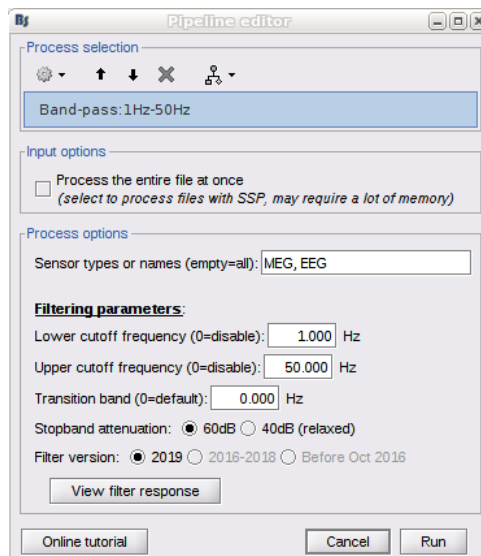 Bs Pipeline editor
Process selection
Band-pass:1Hz-50Hz
Input options
Process the entire file at once
(select to process files with SSP, may require a lot of memory)
Process options
Sensor types or names (empty=all): MEG, EEG
Filtering parameters:
Lower cutoff frequency (0=disable): 1.000 Hz
Upper cutoff frequency (0=disable): 50.000 Hz
Transition band (0=default): 0.000 Hz
Stopband attenuation: 60dB 40dB (relaxed)
Filter version: 2019 2016-2018 Before Oct 2016
View filter response
Online tutorial Cancel Run